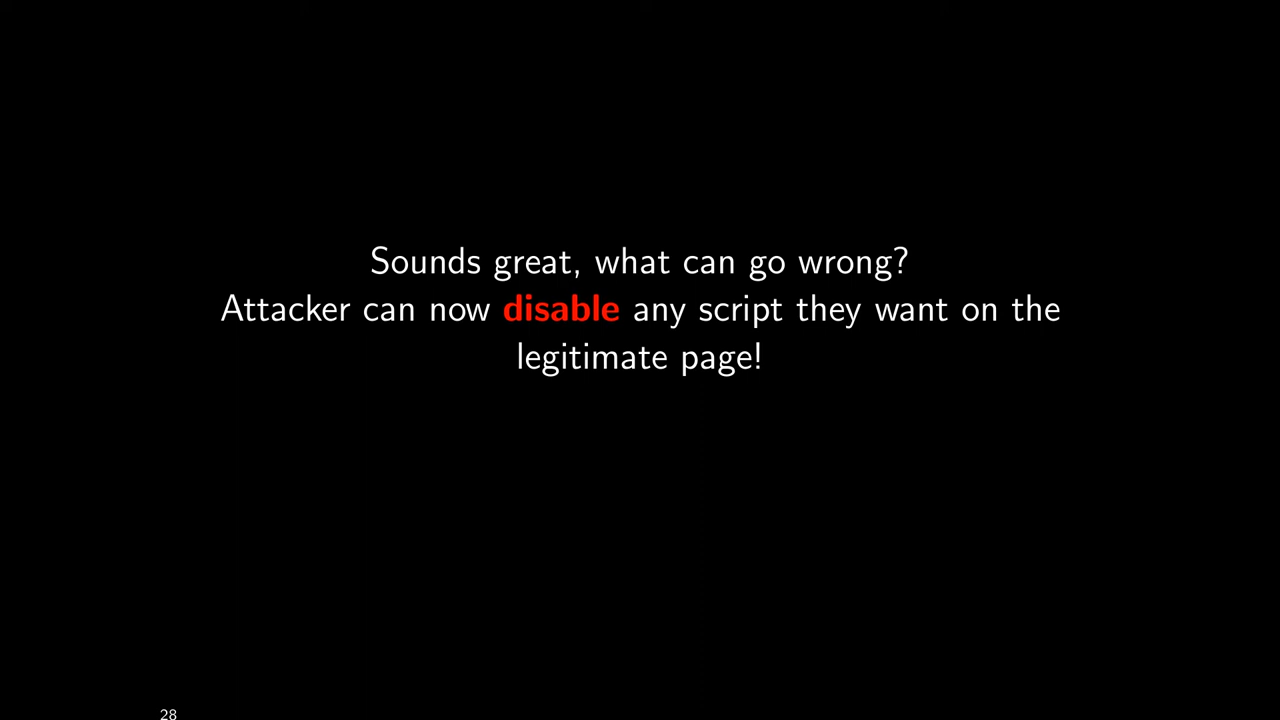 Sounds great, what can go wrong?
Attacker can now disable any script they want on the
legitimate page!
28